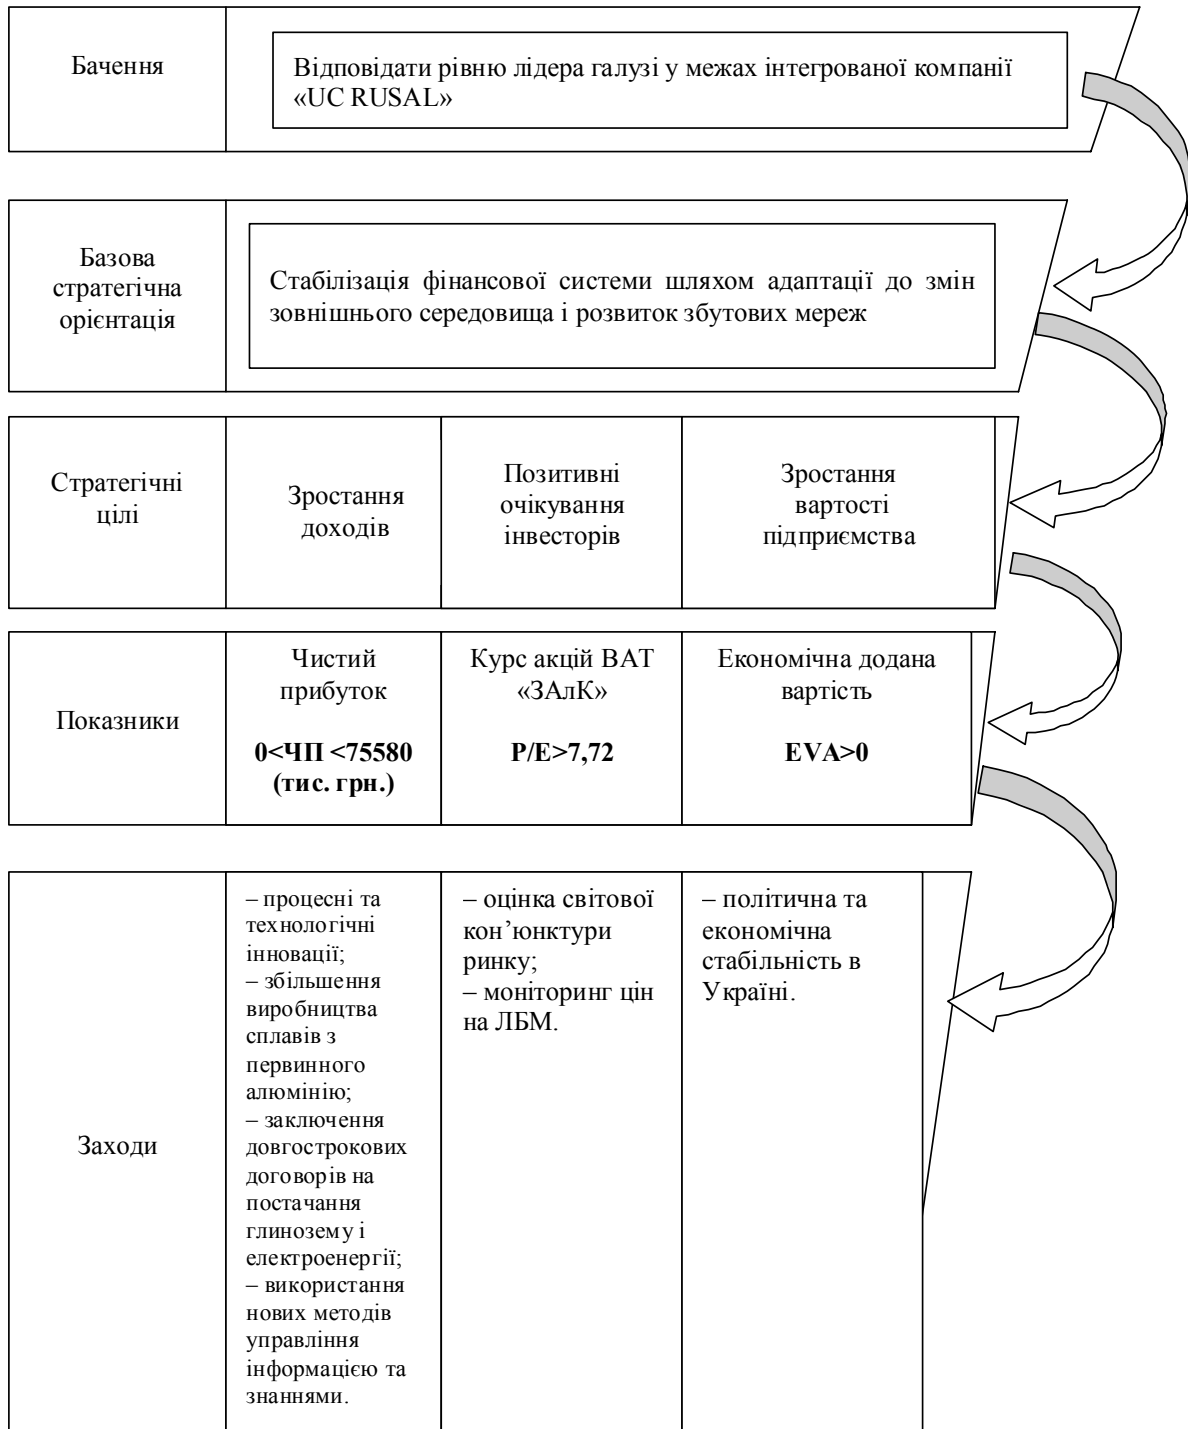 Бачення
Відповідати рівню лідера галузі у межах інтегрованої компанії
«UC RUSAL»
Базова
стратегічна
орієнтація
Стабілізація фінансової системи шляхом адаптації до змін
зовнішнього середовища і розвиток збутових мереж
Стратегічні
цілі
Зростання
доходів
Позитивні
очікування
інвесторів
Зростання
вартості
підприємства
Показники
Чистий
прибуток
0<ЧП <75580
(тис. грн.)
Курс акцій ВАТ
«ЗАлК»
P/E>7,72
Економічна додана
вартість
EVA>0
Заходи
– процесні та
технологічні
інновації;
– збільшення
виробництва
сплавів з
первинного
алюмінію;
– заключення
довгострокових
договорів на
постачання
глинозему і
електроенергії;
– використання
нових методів
управління
інформацією та
знаннями.
– оцінка світової
кон’юнктури
ринку;
– моніторинг цін
на ЛБМ.
– політична та
економічна
стабільність в
Україні.